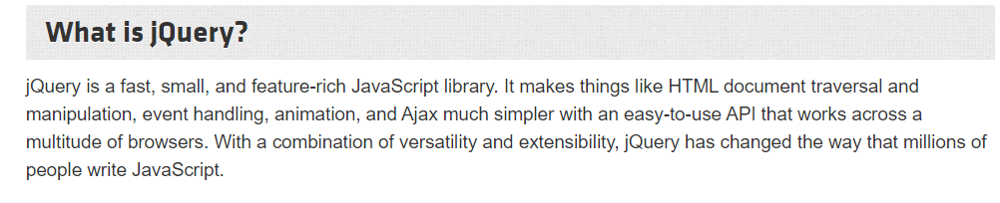 What is jQuery?
jQuery is a fast, small, and feature-rich JavaScript library. It makes things like HTML document traversal and
manipulation, event handling, animation, and Ajax much simpler with an easy-to-use API that works across a
multitude of browsers. With a combination of versatility and extensibility, jQuery has changed the way that millions of
people write JavaScript.